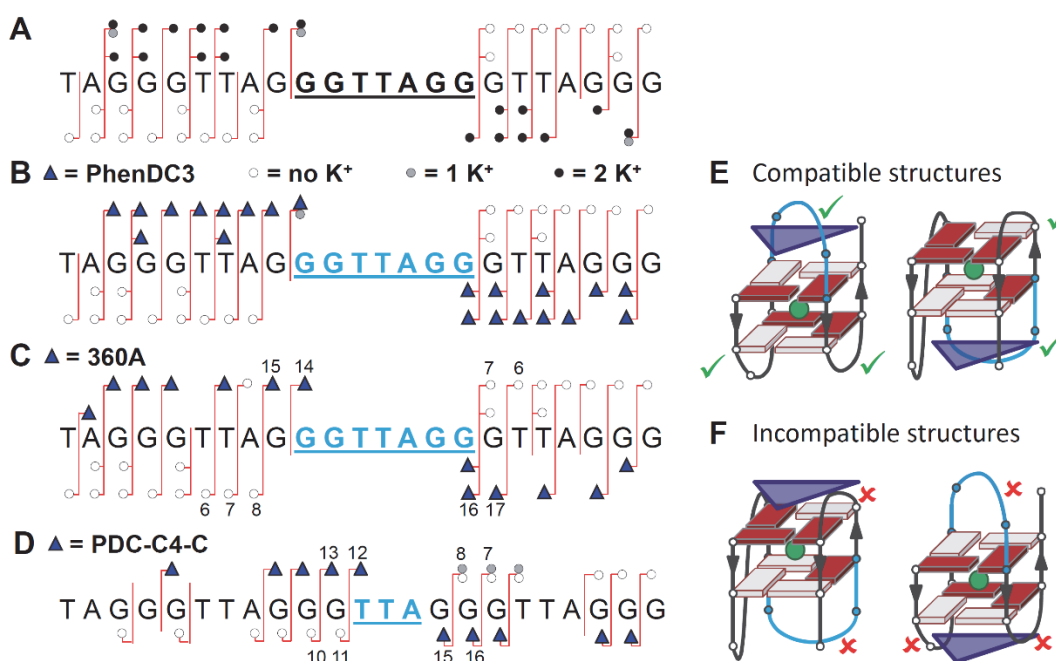 A
TAGGGTTAGGGTTAGGGTTAGGG
B ▲ = PhenDC3 ○ = no K⁺ ● = 1 K⁺ ● = 2 K⁺
TAGGGTTAGGGTTAGGGTTAGGG
C ▲ = 360A
15 14 7 6
TAGGGTTAGGGTTAGGGTTAGGG
6 7 8 16 17
D ▲ = PDC-C4-C
13 12 8 7
TAGGGTTAGGGTTAGGGTTAGGG
10 11 15 16
E Compatible structures
F Incompatible structures